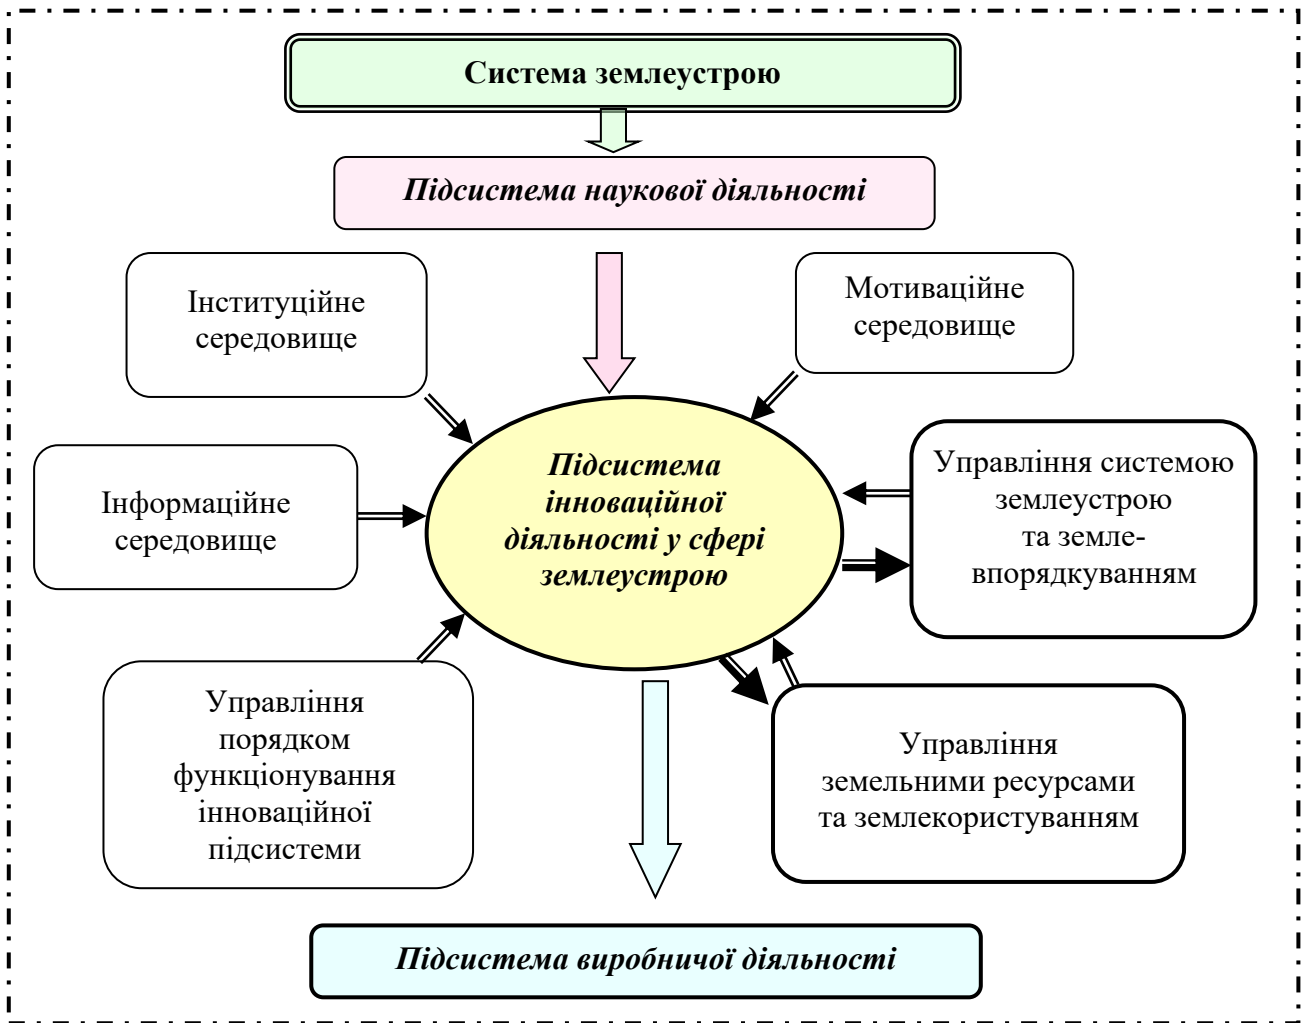 Система землеустрою
Підсистема наукової діяльності
Інституційне
середовище
Мотиваційне
середовище
Підсистема
інноваційної
діяльності у сфері
землеустрою
Управління системою
землеустрою
та земле-
впорядкуванням
Інформаційне
середовище
Управління
порядком
функціонування
інноваційної
підсистеми
Управління
земельними ресурсами
та землекористуванням
Підсистема виробничої діяльності